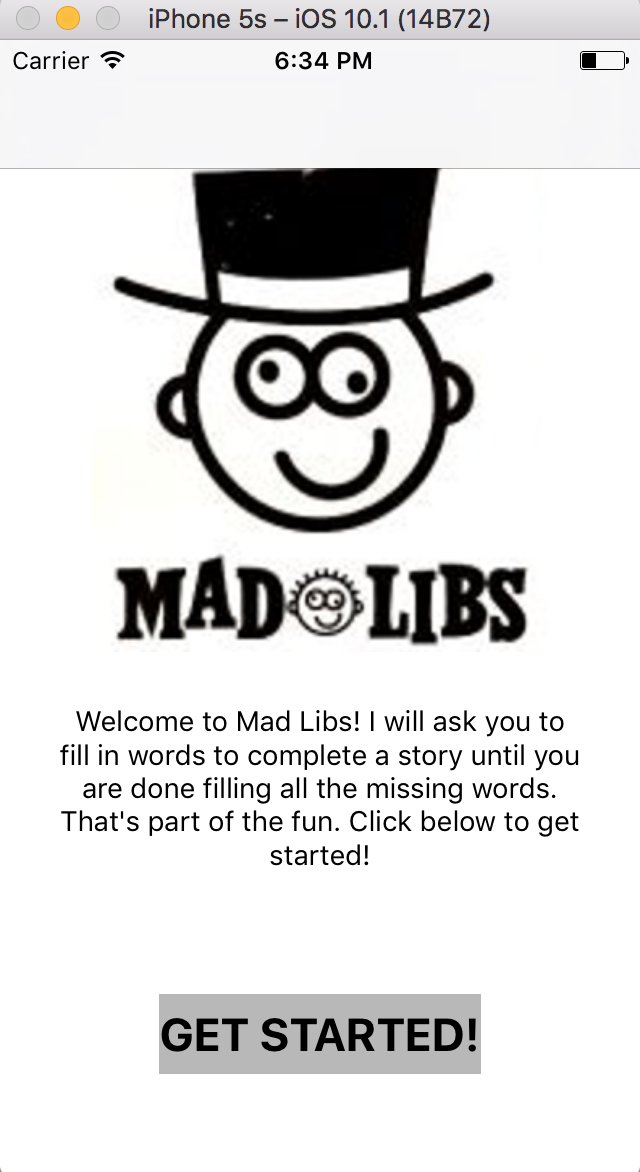 iPhone 5s – iOS 10.1 (14B72)
Carrier 6:34 PM
MAD LIBS
Welcome to Mad Libs! I will ask you to
fill in words to complete a story until you
are done filling all the missing words.
That's part of the fun. Click below to get
started!
GET STARTED!